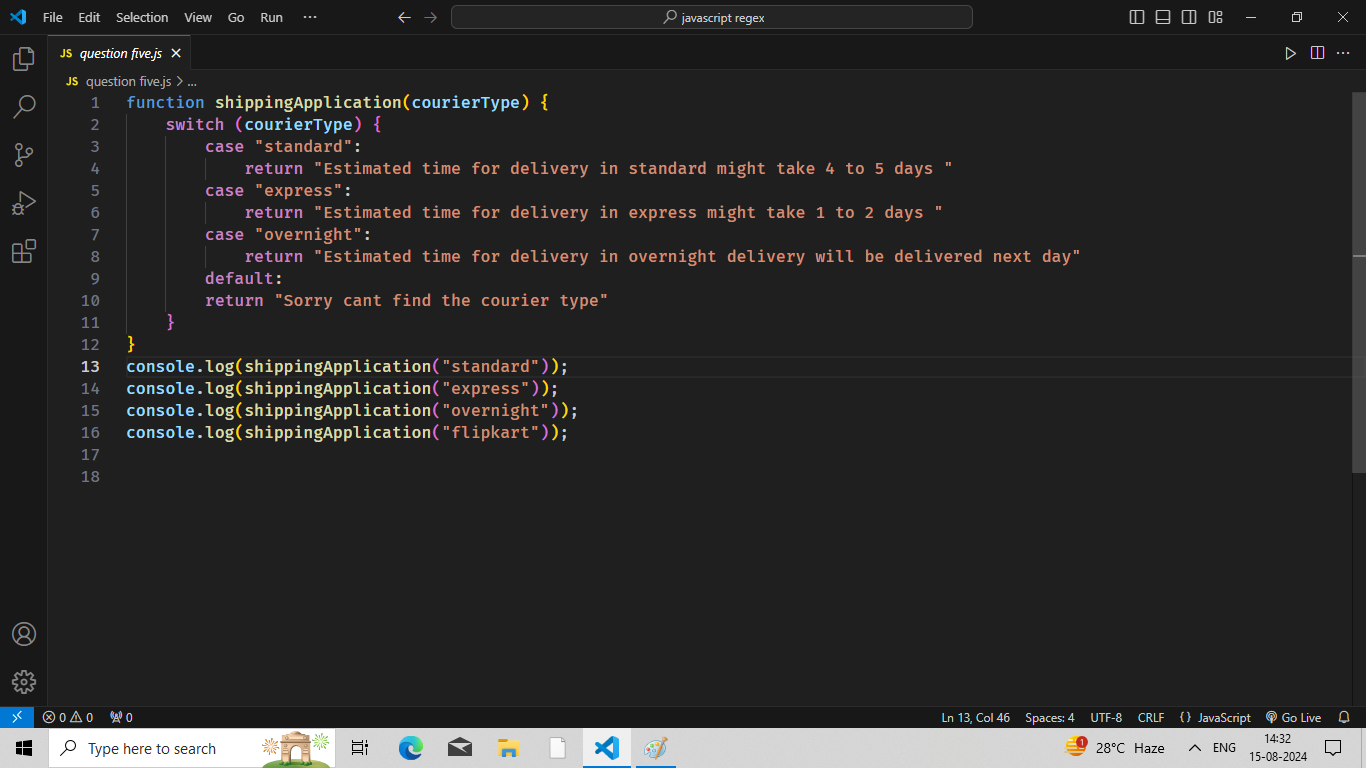 File Edit Selection View Go Run ··· javascript regex
JS question five.js
JS question five.js > ...
1 function shippingApplication(courierType) {
2     switch (courierType) {
3         case "standard":
4             return "Estimated time for delivery in standard might take 4 to 5 days "
5         case "express":
6             return "Estimated time for delivery in express might take 1 to 2 days "
7         case "overnight":
8             return "Estimated time for delivery in overnight delivery will be delivered next day"
9         default:
10         return "Sorry cant find the courier type"
11     }
12 }
13 console.log(shippingApplication("standard"));
14 console.log(shippingApplication("express"));
15 console.log(shippingApplication("overnight"));
16 console.log(shippingApplication("flipkart"));
17
18
0 0 0 Ln 13, Col 46 Spaces: 4 UTF-8 CRLF {} JavaScript Go Live
Type here to search 1 28°C Haze ENG 14:32
15-08-2024